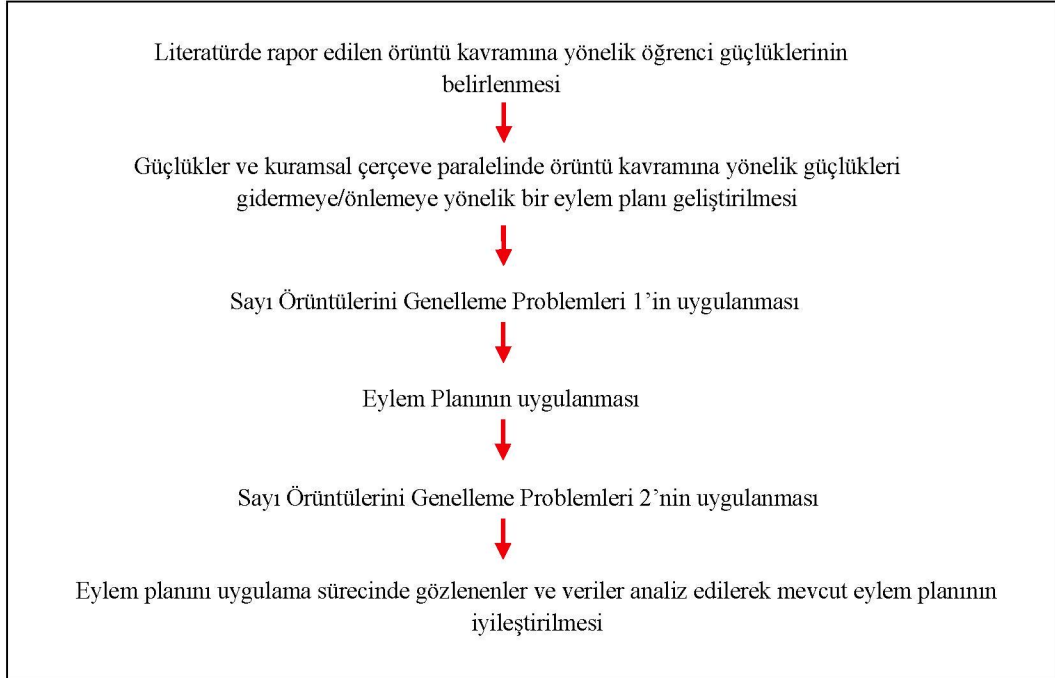 Literatürde rapor edilen örüntü kavramına yönelik öğrenci güçlüklerinin
belirlenmesi
Güçlükler ve kuramsal çerçeve paralelinde örüntü kavramına yönelik güçlükleri
gidermeye/önlemeye yönelik bir eylem planı geliştirilmesi
Sayı Örüntülerini Genelleme Problemleri 1’in uygulanması
Eylem Planının uygulanması
Sayı Örüntülerini Genelleme Problemleri 2’nin uygulanması
Eylem planını uygulama sürecinde gözlenenler ve veriler analiz edilerek mevcut eylem planının
iyileştirilmesi